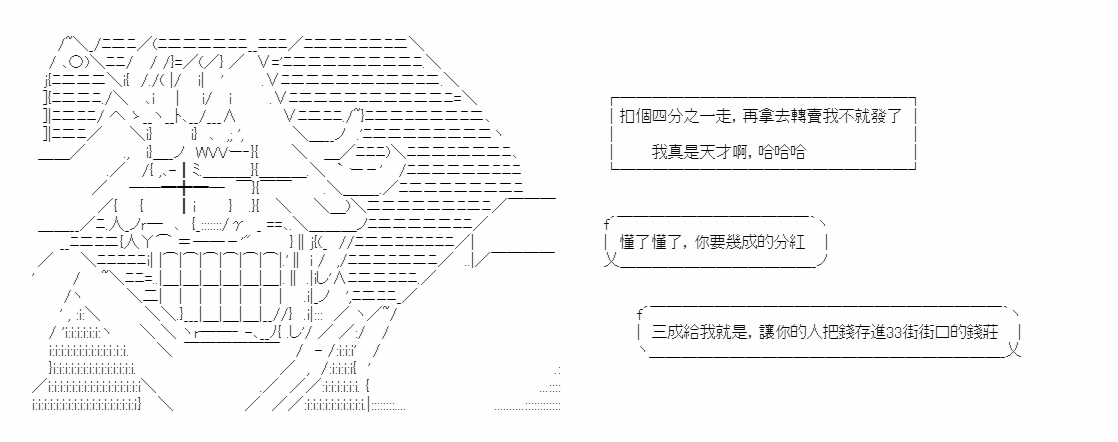 扣個四分之一走，再拿去轉賣我不就發了
我真是天才啊，哈哈哈
懂了懂了，你要幾成的分紅
三成給我就是，讓你的人把錢存進33街街口的錢莊